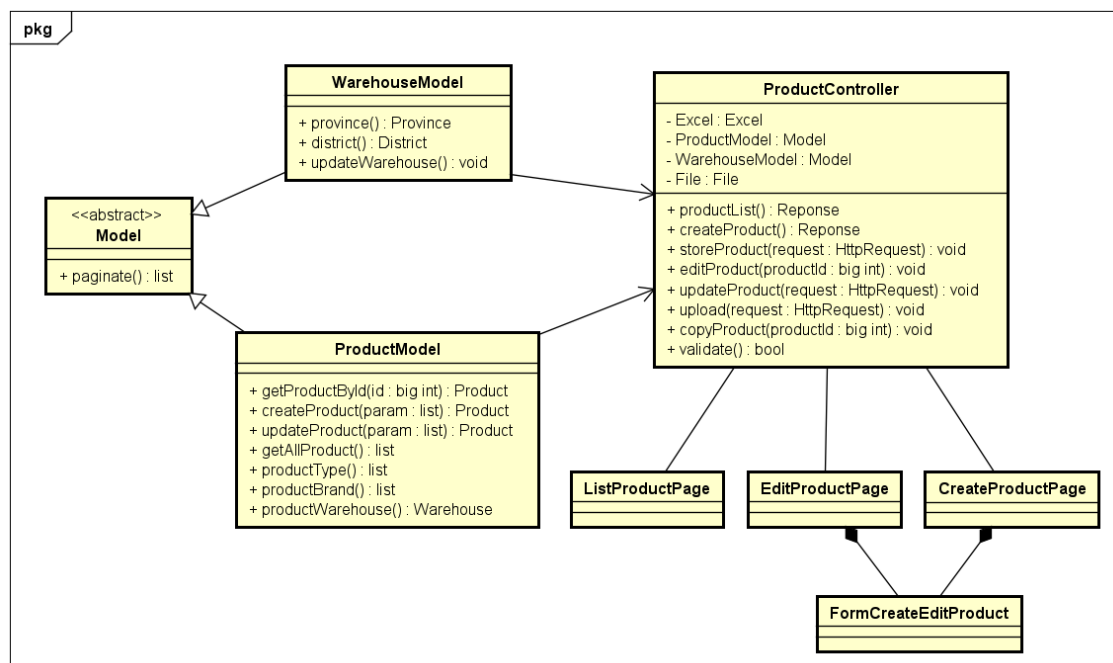 pkg
WarehouseModel
+ province() : Province
+ district() : District
+ updateWarehouse() : void
<<abstract>>
Model
+ paginate() : list
ProductModel
+ getProductById(id : big int) : Product
+ createProduct(param : list) : Product
+ updateProduct(param : list) : Product
+ getAllProduct() : list
+ productType() : list
+ productBrand() : list
+ productWarehouse() : Warehouse
ProductController
- Excel : Excel
- ProductModel : Model
- WarehouseModel : Model
- File : File
+ productList() : Reponse
+ createProduct() : Reponse
+ storeProduct(request : HttpRequest) : void
+ editProduct(productId : big int) : void
+ updateProduct(request : HttpRequest) : void
+ upload(request : HttpRequest) : void
+ copyProduct(productId : big int) : void
+ validate() : bool
ListProductPage
EditProductPage
CreateProductPage
FormCreateEditProduct